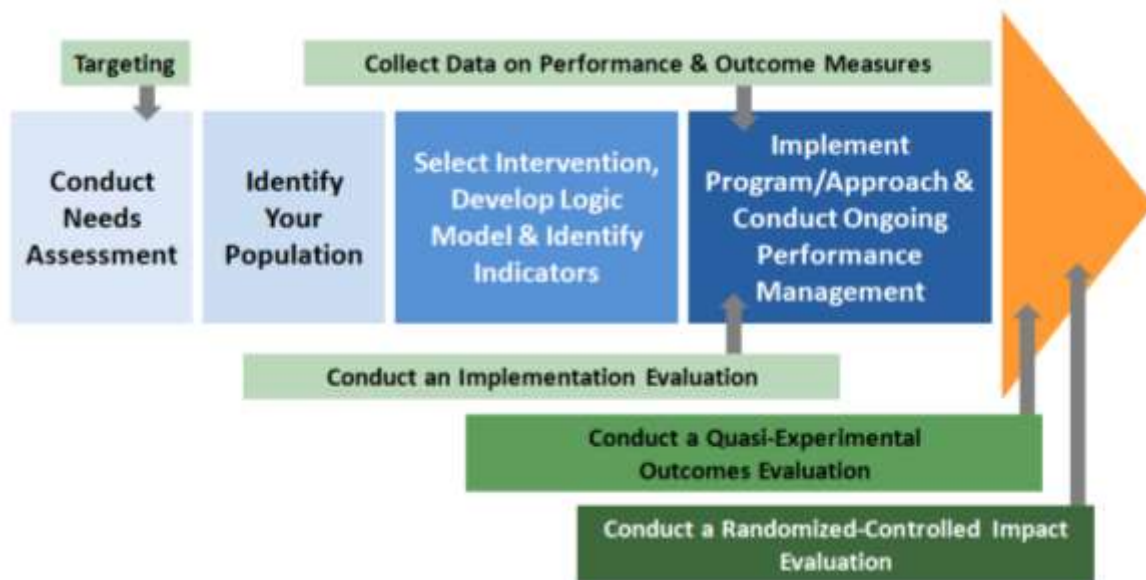 Targeting
Collect Data on Performance & Outcome Measures
Conduct
Needs
Assessment
Identify
Your
Population
Select Intervention,
Develop Logic
Model & Identify
Indicators
Implement
Program/Approach &
Conduct Ongoing
Performance
Management
Conduct an Implementation Evaluation
Conduct a Quasi-Experimental
Outcomes Evaluation
Conduct a Randomized-Controlled Impact
Evaluation